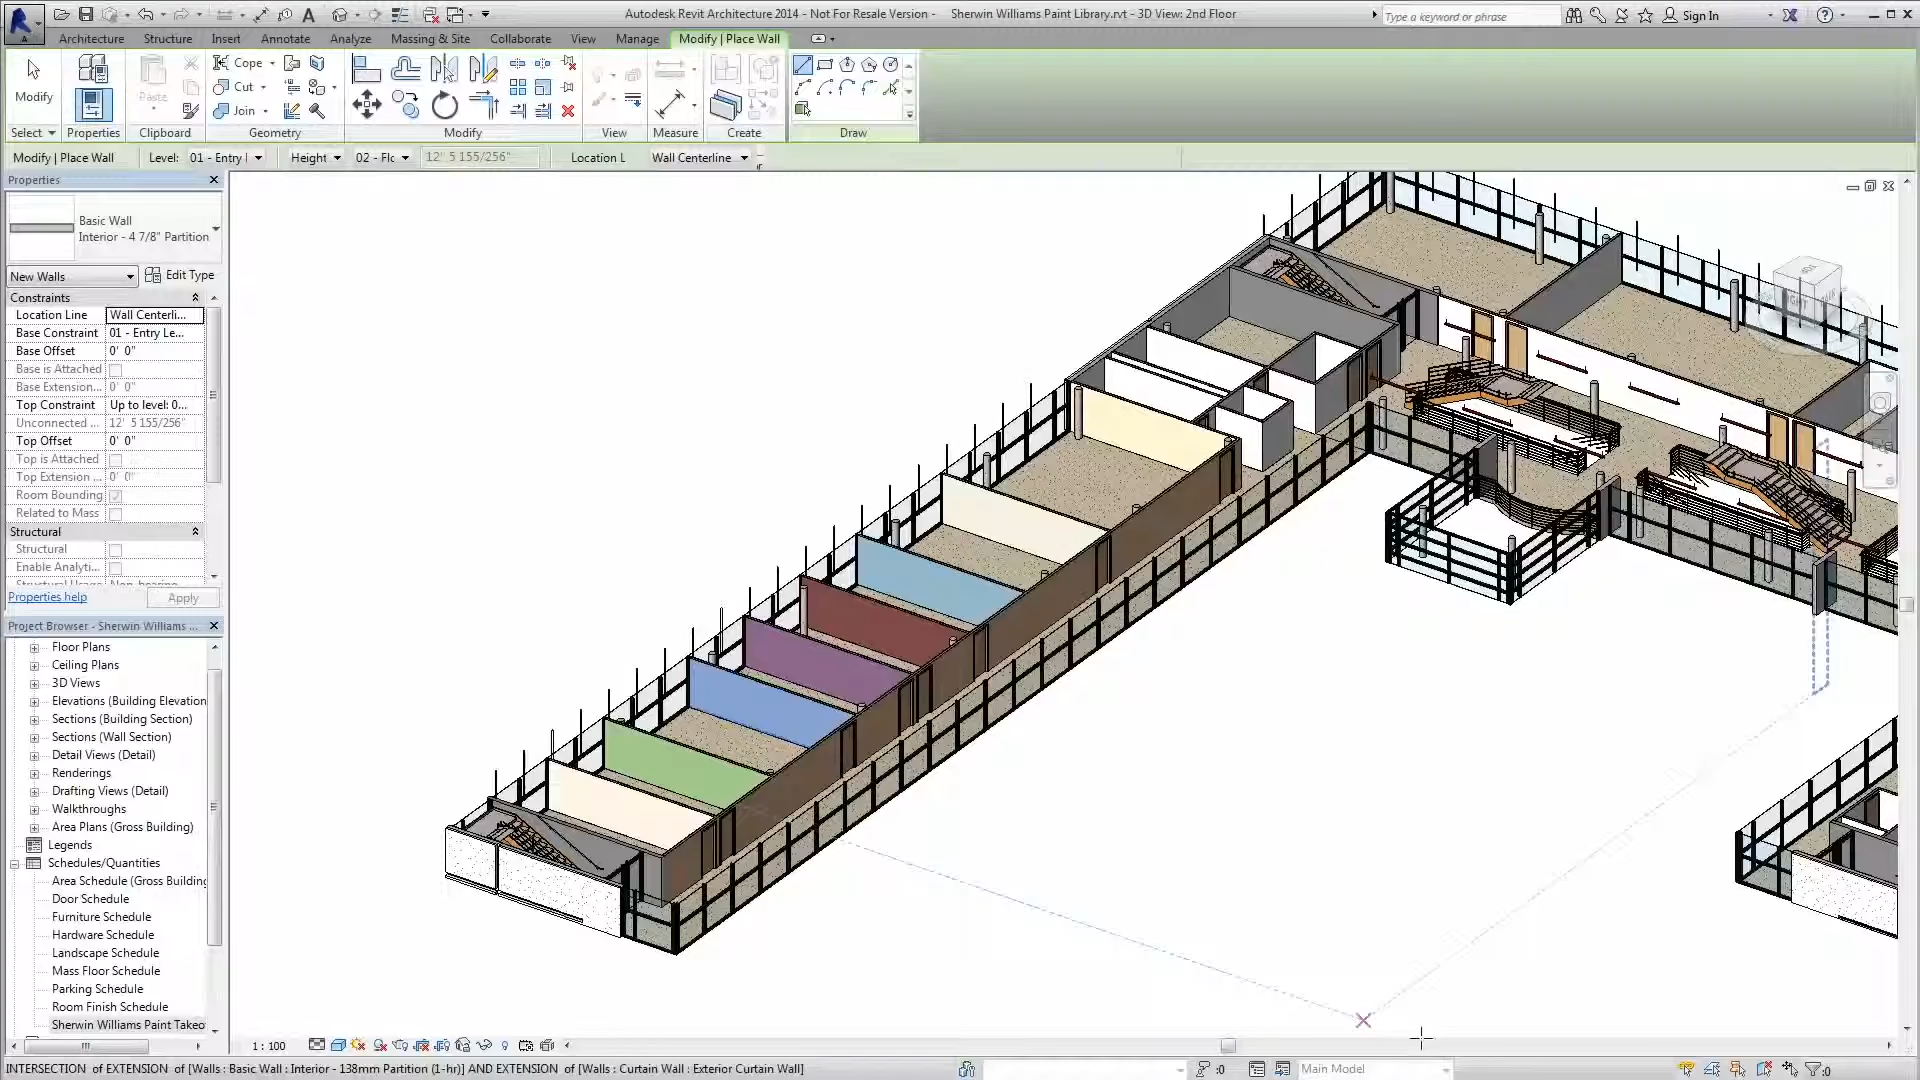 Autodesk Revit Architecture 2014 - Not For Resale Version - Sherwin Williams Paint Library.rvt - 3D View: 2nd Floor
Type a keyword or phrase
Sign In
Architecture Structure Insert Annotate Analyze Massing & Site Collaborate View Manage Modify | Place Wall
Modify
Paste
Cope
Cut
Join
Select Properties Clipboard Geometry Modify View Measure Create Draw
Modify | Place Wall Level: 01 - Entry Height 02 - Flc 12' 5 155/256" Location L Wall Centerline
Properties
Basic Wall
Interior - 4 7/8" Partition
New Walls Edit Type
Constraints
Location Line Wall Centerli...
Base Constraint 01 - Entry Le...
Base Offset 0' 0"
Base is Attached
Base Extension... 0' 0"
Top Constraint Up to level: 0...
Unconnected ... 12' 5 155/256"
Top Offset 0' 0"
Top is Attached
Top Extension ... 0' 0"
Room Bounding
Related to Mass
Structural
Structural
Enable Analyti...
Structural Usage Non-bearing
Properties help Apply
Project Browser - Sherwin Williams ...
Floor Plans
Ceiling Plans
3D Views
Elevations (Building Elevation
Sections (Building Section)
Sections (Wall Section)
Detail Views (Detail)
Renderings
Drafting Views (Detail)
Walkthroughs
Area Plans (Gross Building)
Legends
Schedules/Quantities
Area Schedule (Gross Building
Door Schedule
Furniture Schedule
Hardware Schedule
Landscape Schedule
Mass Floor Schedule
Parking Schedule
Room Finish Schedule
Sherwin Williams Paint Takeo
1 : 100
INTERSECTION of EXTENSION of [Walls : Basic Wall : Interior - 138mm Partition (1-hr)] AND EXTENSION of [Walls : Curtain Wall : Exterior Curtain Wall]
:0
Main Model
:0